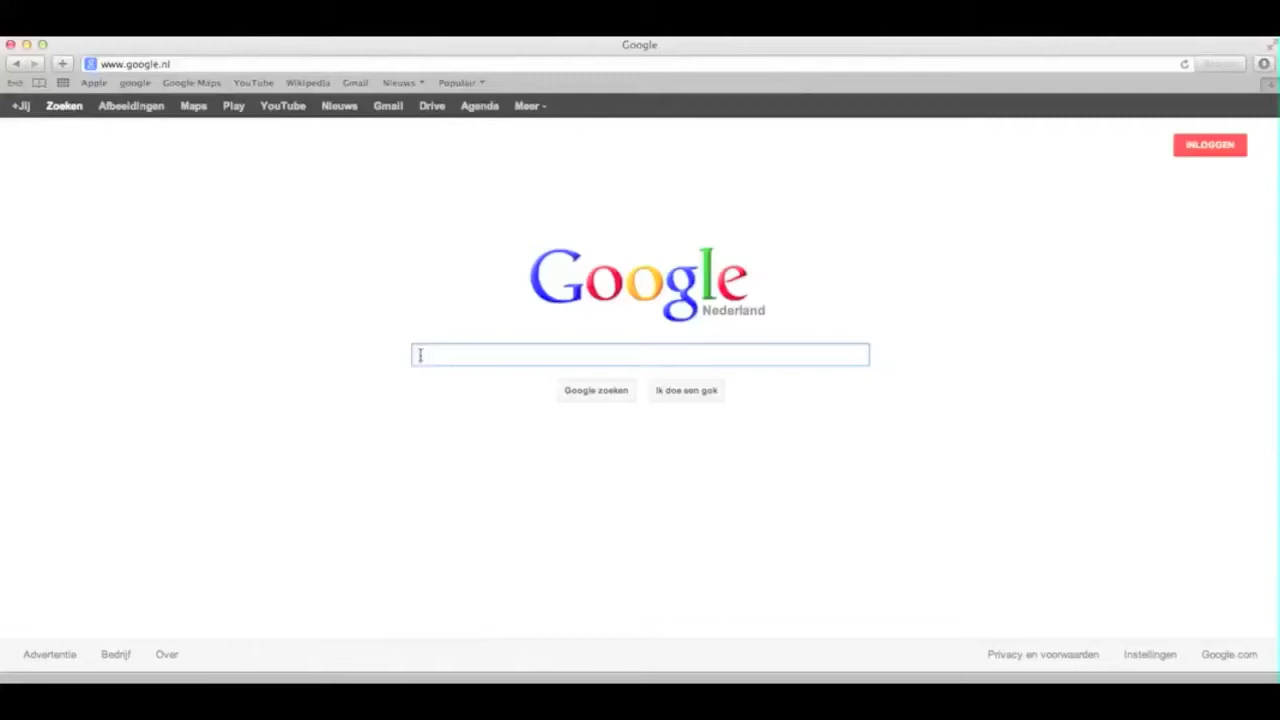 Google
www.google.nl
Apple google Google Maps YouTube Wikipedia Gmail Nieuws Populair
+Jij Zoeken Afbeeldingen Maps Play YouTube Nieuws Gmail Drive Agenda Meer
INLOGGEN
Google
Nederland
Google zoeken Ik doe een gok
Advertentie Bedrijf Over Privacy en voorwaarden Instellingen Google.com